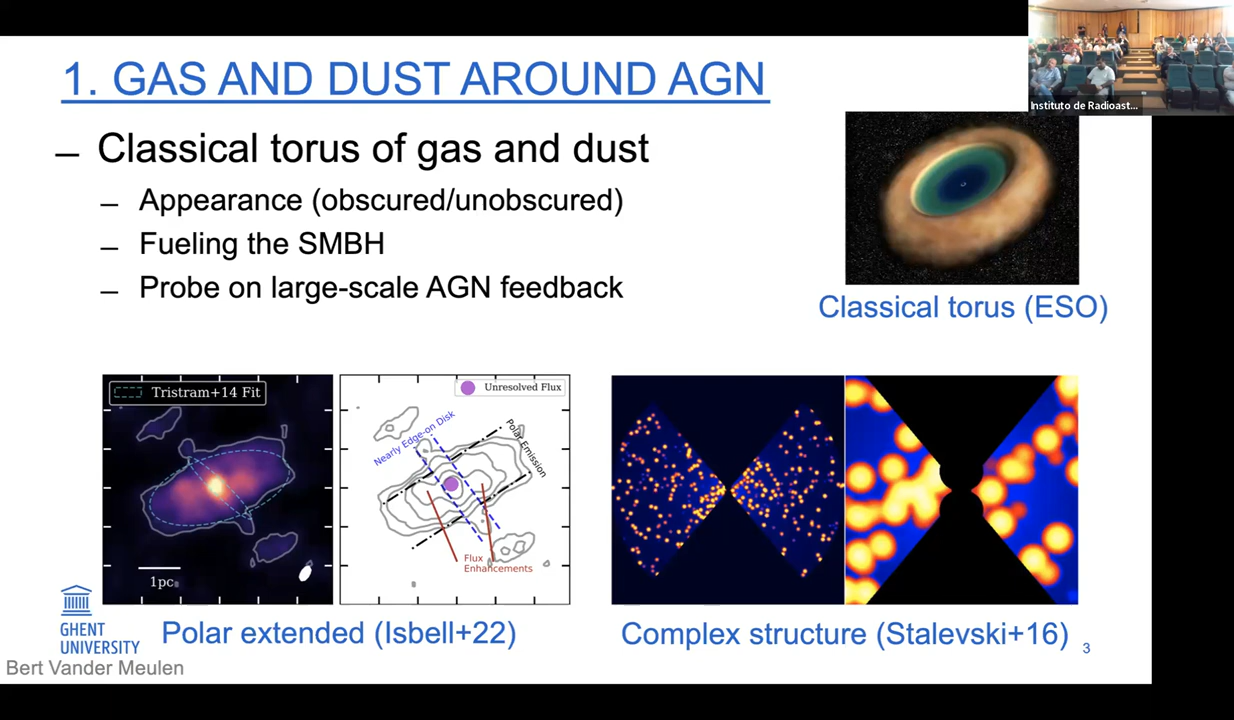 1. GAS AND DUST AROUND AGN
Instituto de Radioast...
– Classical torus of gas and dust
– Appearance (obscured/unobscured)
– Fueling the SMBH
– Probe on large-scale AGN feedback
Classical torus (ESO)
Tristram+14 Fit
1pc
Unresolved Flux
Nearly Edge-on Disk
Polar Emission
Flux
Enhancements
GHENT
UNIVERSITY
Polar extended (Isbell+22)
Complex structure (Stalevski+16)
3
Bert Vander Meulen